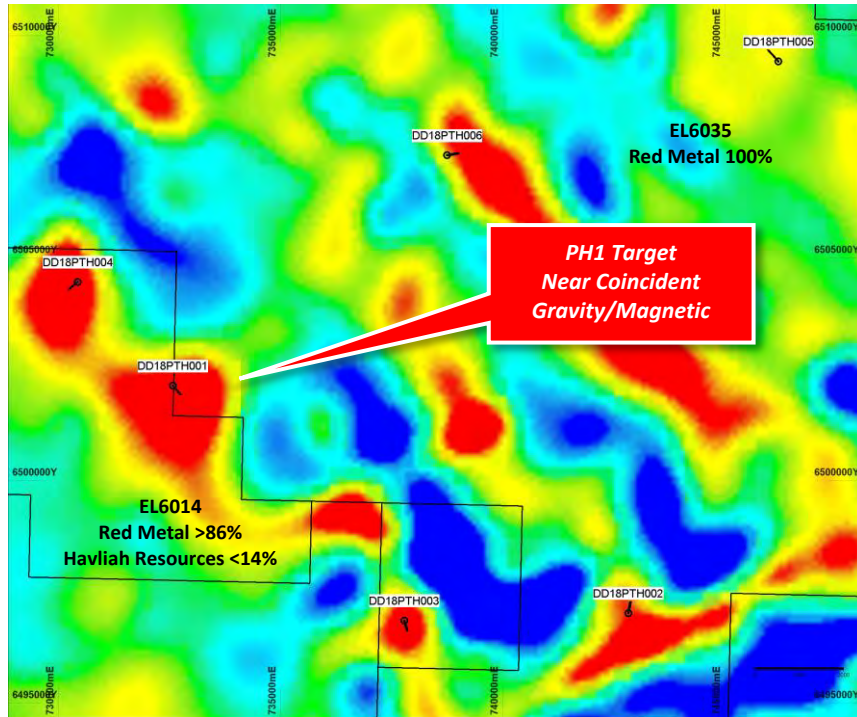 6510000Y
730000mE
735000mE
740000mE
745000mE
6510000Y
DD18PTH005
DD18PTH006
EL6035
Red Metal 100%
6505000Y
6505000Y
DD18PTH004
PH1 Target
Near Coincident
Gravity/Magnetic
DD18PTH001
6500000Y
6500000Y
EL6014
Red Metal >86%
Havliah Resources <14%
DD18PTH003
DD18PTH002
6495000Y
730000mE
735000mE
740000mE
6495000Y